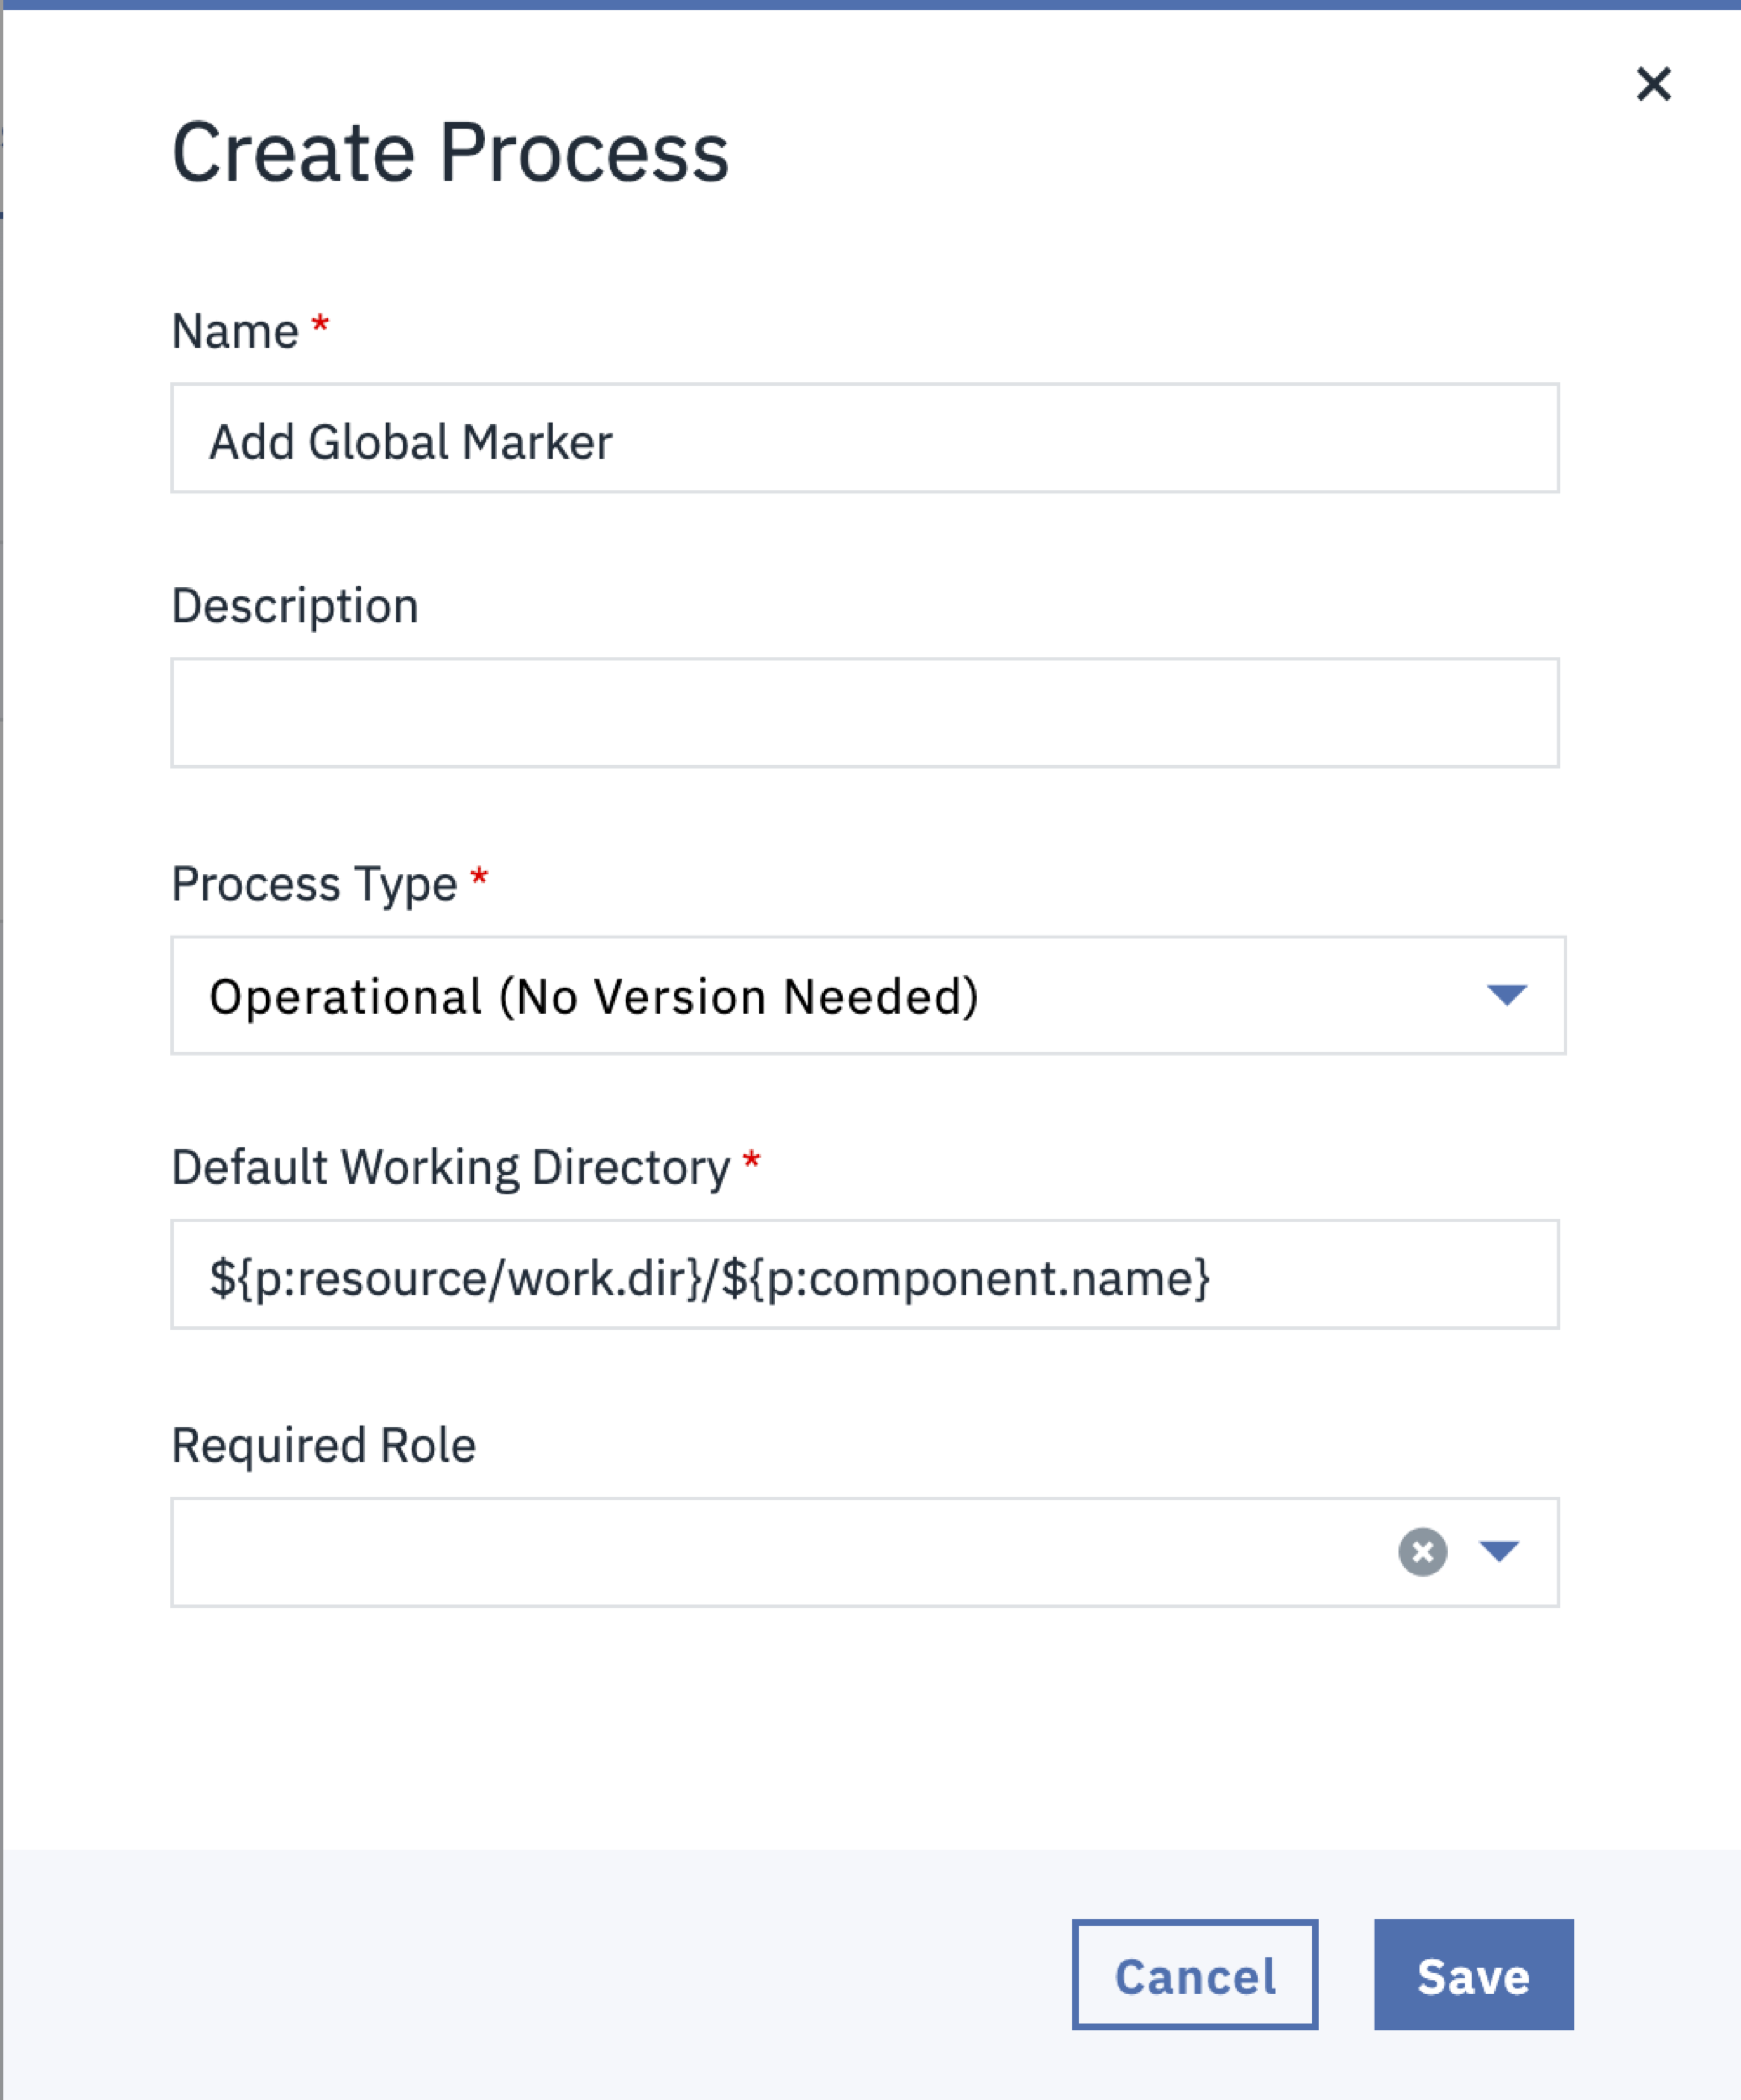 Create Process
Name *
Add Global Marker
Description
Process Type *
Operational (No Version Needed)
Default Working Directory *
${p:resource/work.dir}/${p:component.name}
Required Role
Cancel
Save